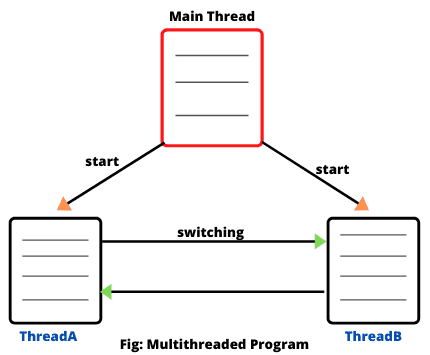 Main Thread
start
start
switching
ThreadA
ThreadB
Fig: Multithreaded Program